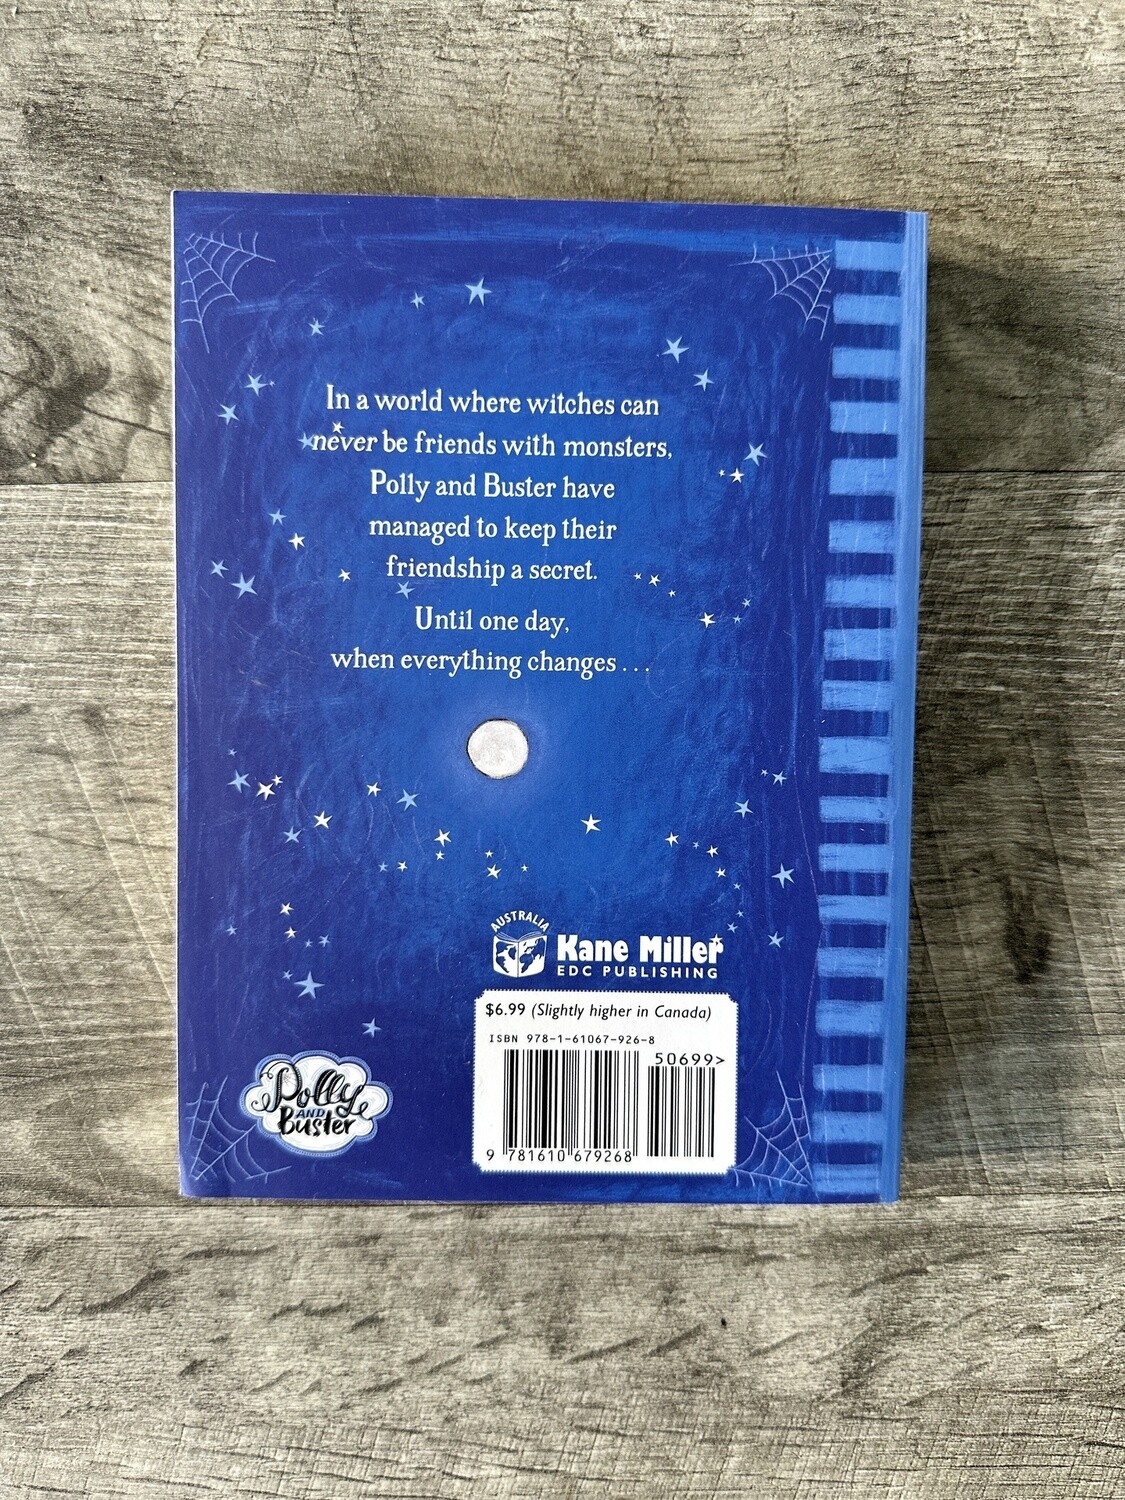 In a world where witches can
never be friends with monsters,
Polly and Buster have
managed to keep their
friendship a secret.
Until one day,
when everything changes . . .
AUSTRALIA
Kane Miller
EDC PUBLISHING
$6.99 (Slightly higher in Canada)
ISBN 978-1-61067-926-8
50699>
9 781610 679268
Polly
AND
Buster